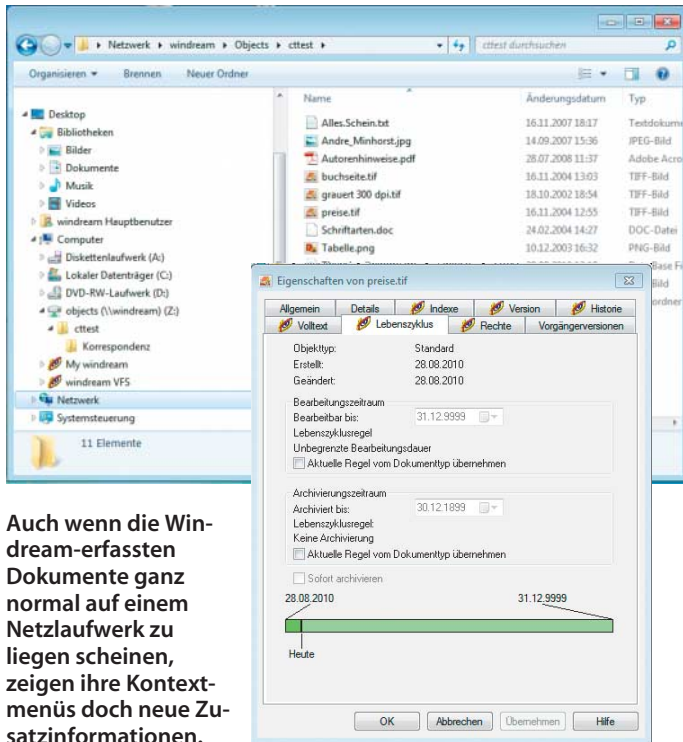 Netzwerk ▸ windream ▸ Objects ▸ cttest ▸
cttest durchsuchen
Organisieren Brennen Neuer Ordner
Desktop
Bibliotheken
Bilder
Dokumente
Musik
Videos
windream Hauptbenutzer
Computer
Diskettenlaufwerk (A:)
Lokaler Datenträger (C:)
DVD-RW-Laufwerk (D:)
objects (\\windream) (Z:)
cttest
Korrespondenz
My windream
windream VFS
Netzwerk
Systemsteuerung
11 Elemente
Name Änderungsdatum Typ
Alles.Schein.txt 16.11.2007 18:17 Textdokume
Andre_Minhorst.jpg 14.09.2007 15:36 JPEG-Bild
Autorenhinweise.pdf 28.07.2008 11:37 Adobe Acro
buchseite.tif 16.11.2004 13:03 TIFF-Bild
grauert 300 dpi.tif 18.10.2002 18:54 TIFF-Bild
preise.tif 16.11.2004 12:55 TIFF-Bild
Schriftarten.doc 24.02.2004 14:27 DOC-Datei
Tabelle.png 10.12.2003 16:32 PNG-Bild
Base Fi
Bild
ordner
Eigenschaften von preise.tif
Allgemein Details Indexe Version Historie
Volltext Lebenszyklus Rechte Vorgängerversionen
Objekttyp: Standard
Erstellt: 28.08.2010
Geändert: 28.08.2010
Bearbeitungszeitraum
Bearbeitbar bis: 31.12.9999
Lebenszyklusregel
Unbegrenzte Bearbeitungsdauer
Aktuelle Regel vom Dokumenttyp übernehmen
Archivierungszeitraum
Archiviert bis: 30.12.1899
Lebenszyklusregel:
Keine Archivierung
Aktuelle Regel vom Dokumenttyp übernehmen
Sofort archivieren
28.08.2010 31.12.9999
Heute
OK Abbrechen Übernehmen Hilfe
Auch wenn die Win-
dream-erfassten
Dokumente ganz
normal auf einem
Netzlaufwerk zu
liegen scheinen,
zeigen ihre Kontext-
menüs doch neue Zu-
satzinformationen.